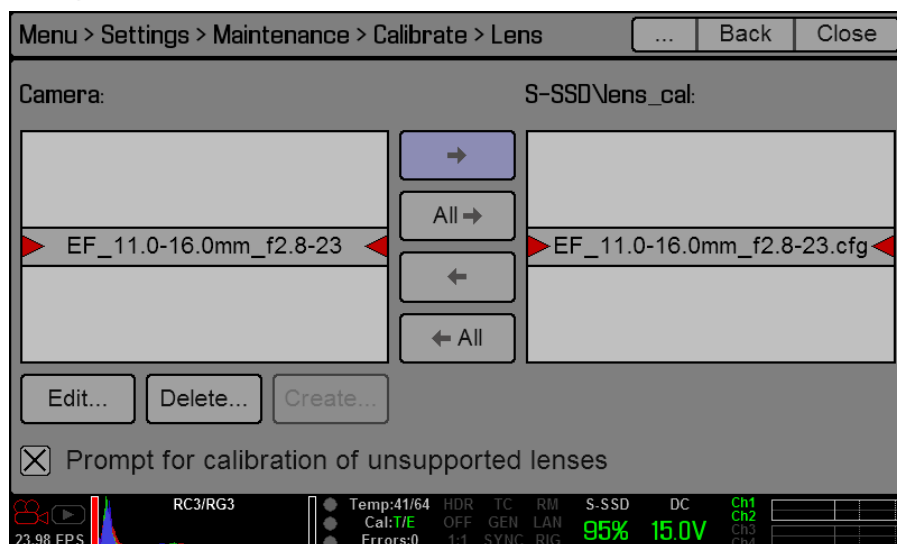 Menu > Settings > Maintenance > Calibrate > Lens
... Back Close
Camera:
S-SSD\lens_cal:
All
EF_11.0-16.0mm_f2.8-23
EF_11.0-16.0mm_f2.8-23.cfg
All
Edit... Delete... Create...
Prompt for calibration of unsupported lenses
RC3/RG3 Temp:41/64 HDR TC RM S-SSD DC Ch1
Cal:T/E OFF GEN LAN 95% 15.0V Ch2
23.98 FPS Errors:0 1:1 SYNC RIG Ch3
Ch4